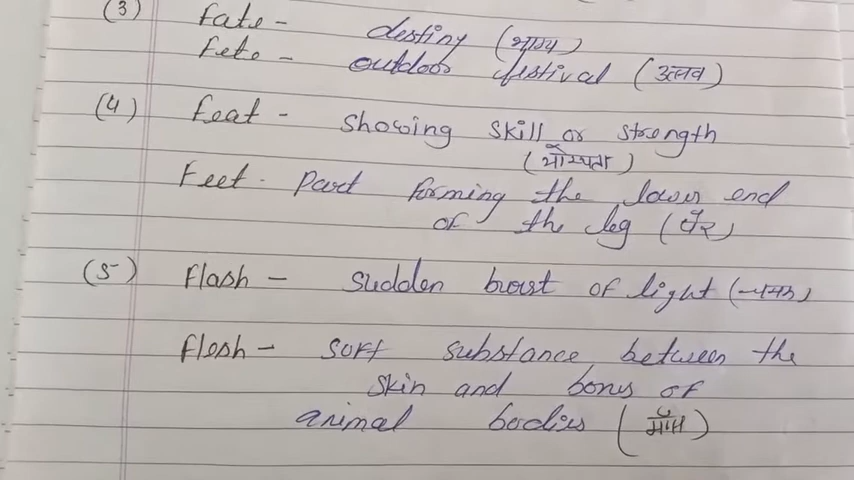 (3) Fate - destiny (भाग्य)
Fete - outdoor festival (उत्सव)
(4) Feat - Showing skill or strength
(योग्यता)
Feet - Part forming the lower end
of the leg (पैर)
(5) Flash - Sudden burst of light (चमक)
Flesh - Soft substance between the
skin and bones of
animal bodies (माँस)